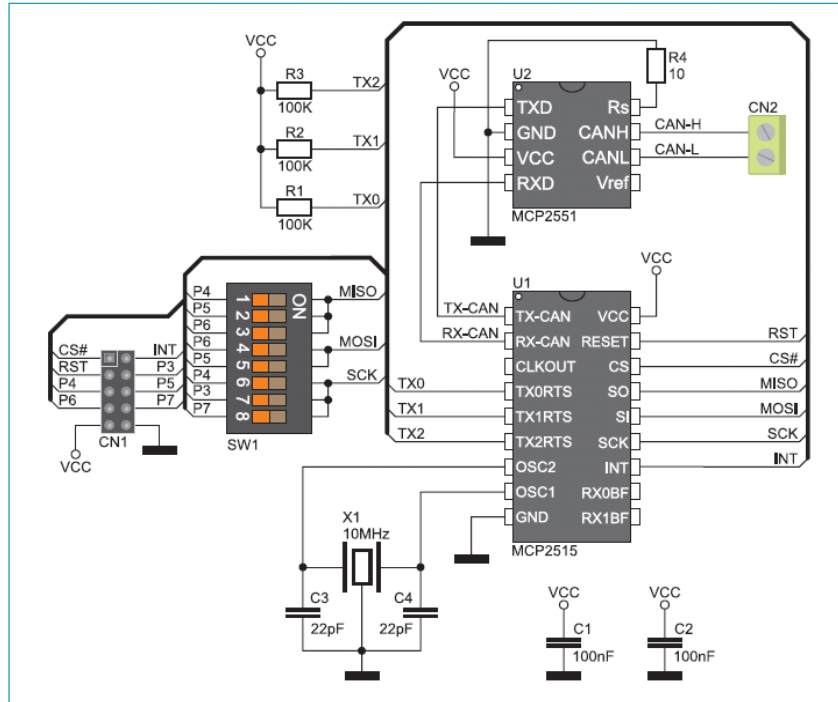 VCC
R3
TX2
100K
R2
TX1
100K
R1
TX0
100K
VCC
U2
R4
10
TXD
Rs
GND
CANH
CAN-H
CN2
VCC
CANL
CAN-L
RXD
Vref
MCP2551
P4
1
ON
MISO
P5
2
P6
3
P6
4
MOSI
P5
5
P4
6
SCK
P3
7
P7
8
SW1
CS#
INT
RST
P3
P4
P5
P6
P7
CN1
VCC
U1
VCC
TX-CAN
TX-CAN
VCC
RX-CAN
RX-CAN
RESET
RST
CLKOUT
CS
CS#
TX0
TX0RTS
SO
MISO
TX1
TX1RTS
SI
MOSI
TX2
TX2RTS
SCK
SCK
OSC2
INT
INT
OSC1
RX0BF
GND
RX1BF
MCP2515
X1
10MHz
C3
22pF
C4
22pF
VCC
C1
100nF
VCC
C2
100nF